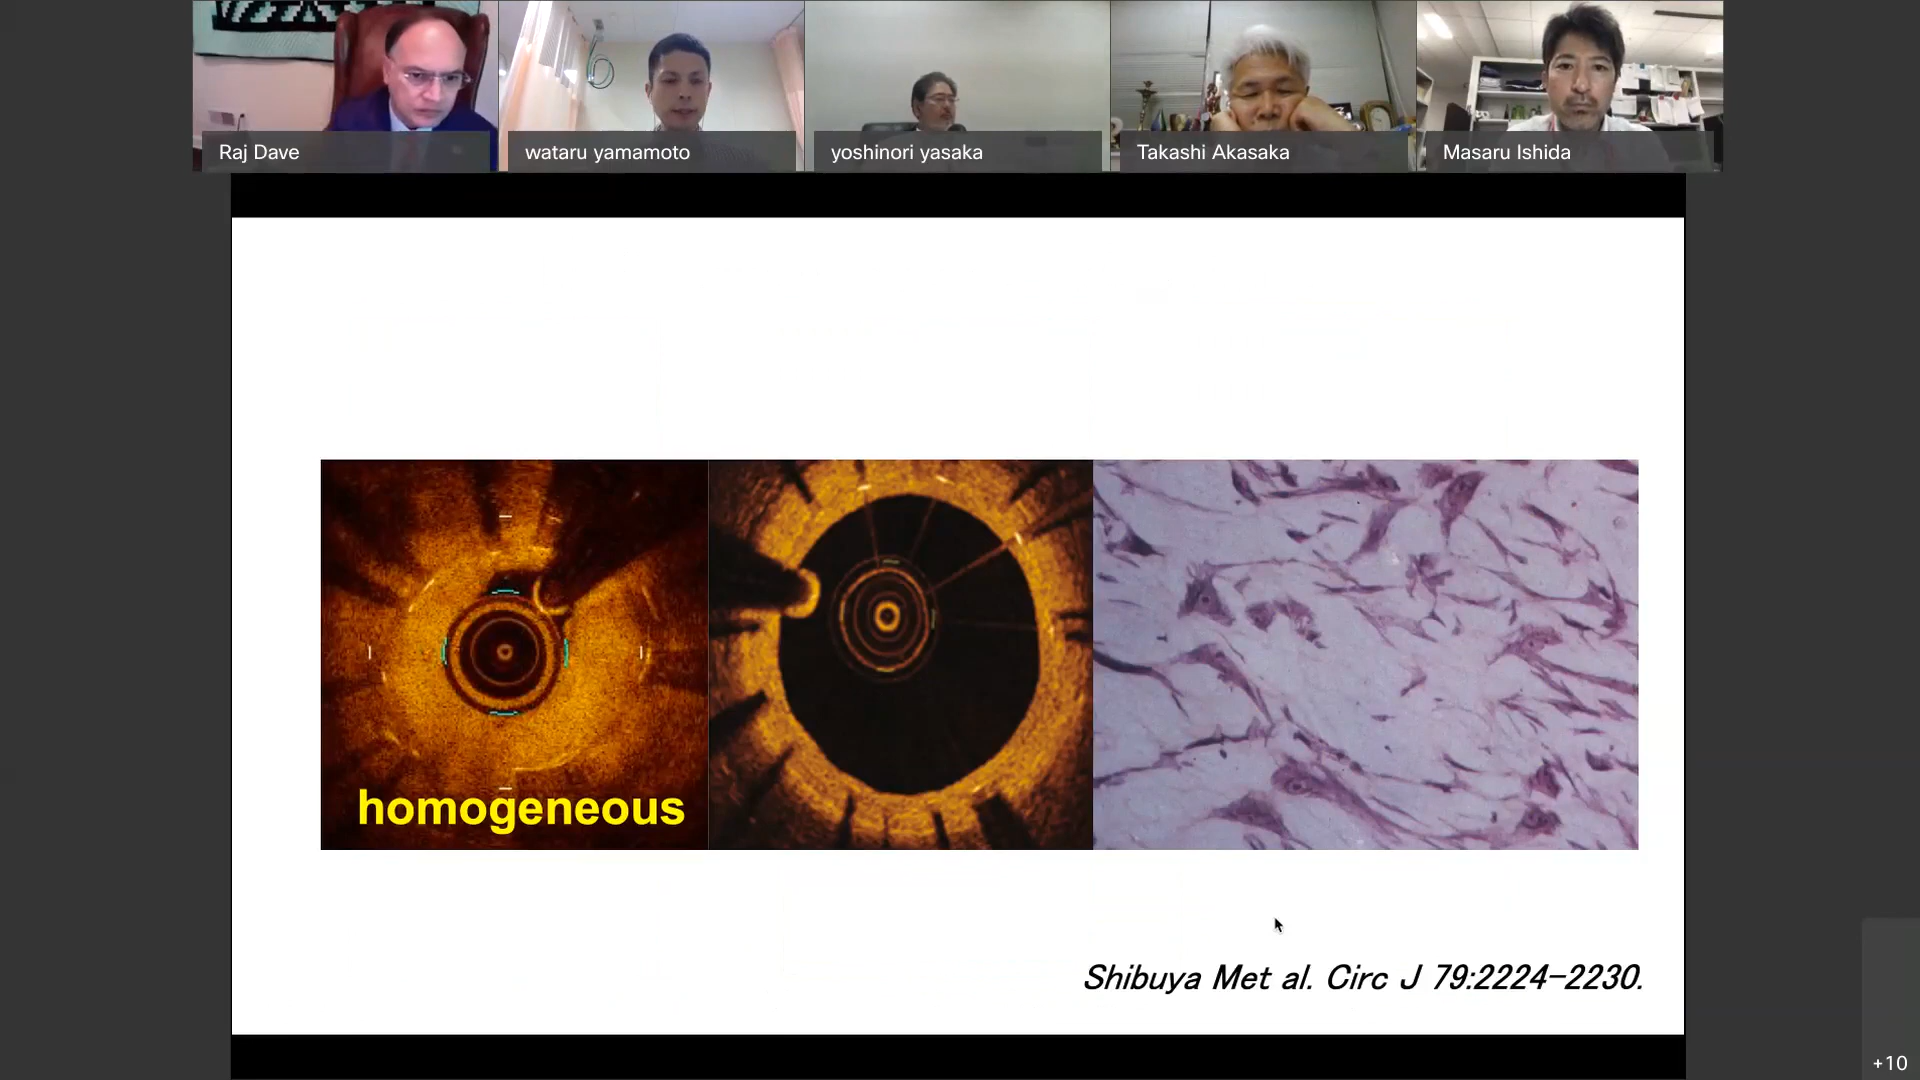 Raj Dave
wataru yamamoto
yoshinori yasaka
Takashi Akasaka
Masaru Ishida
homogeneous
Shibuya Met al. Circ J 79:2224-2230.
+10